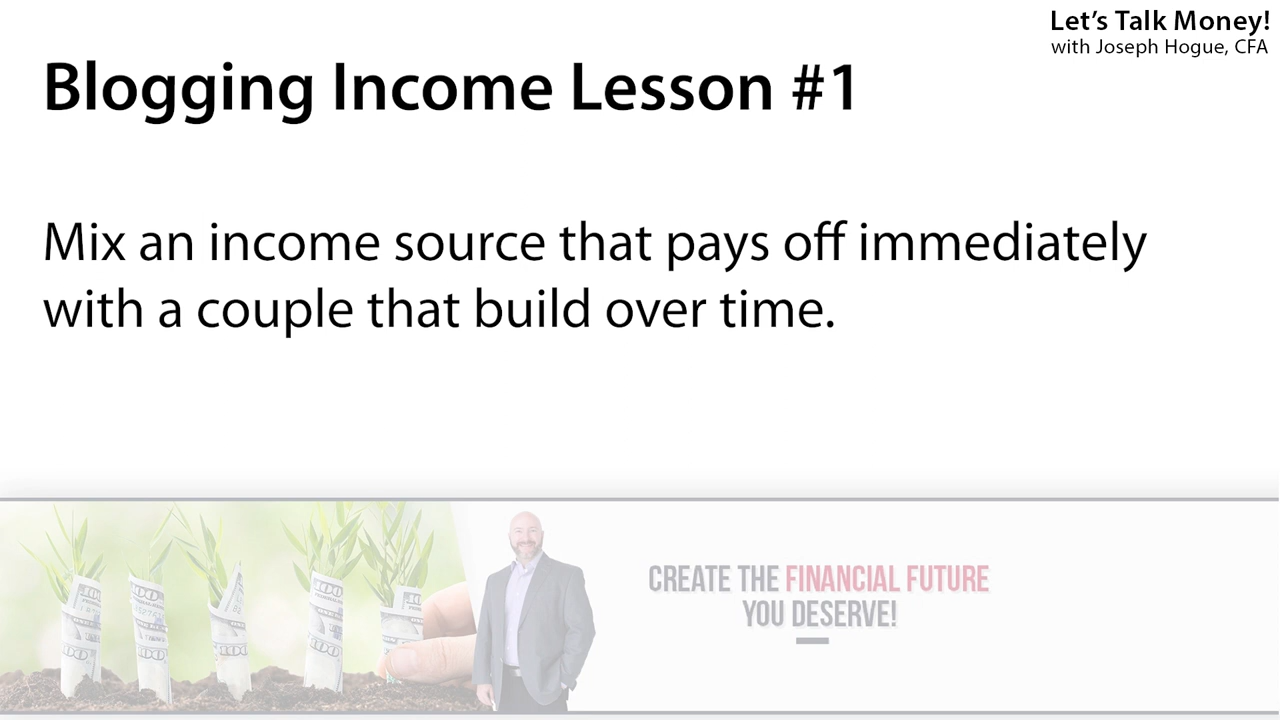 Let's Talk Money!
with Joseph Hogue, CFA
Blogging Income Lesson #1
Mix an income source that pays off immediately
with a couple that build over time.
CREATE THE FINANCIAL FUTURE
YOU DESERVE!